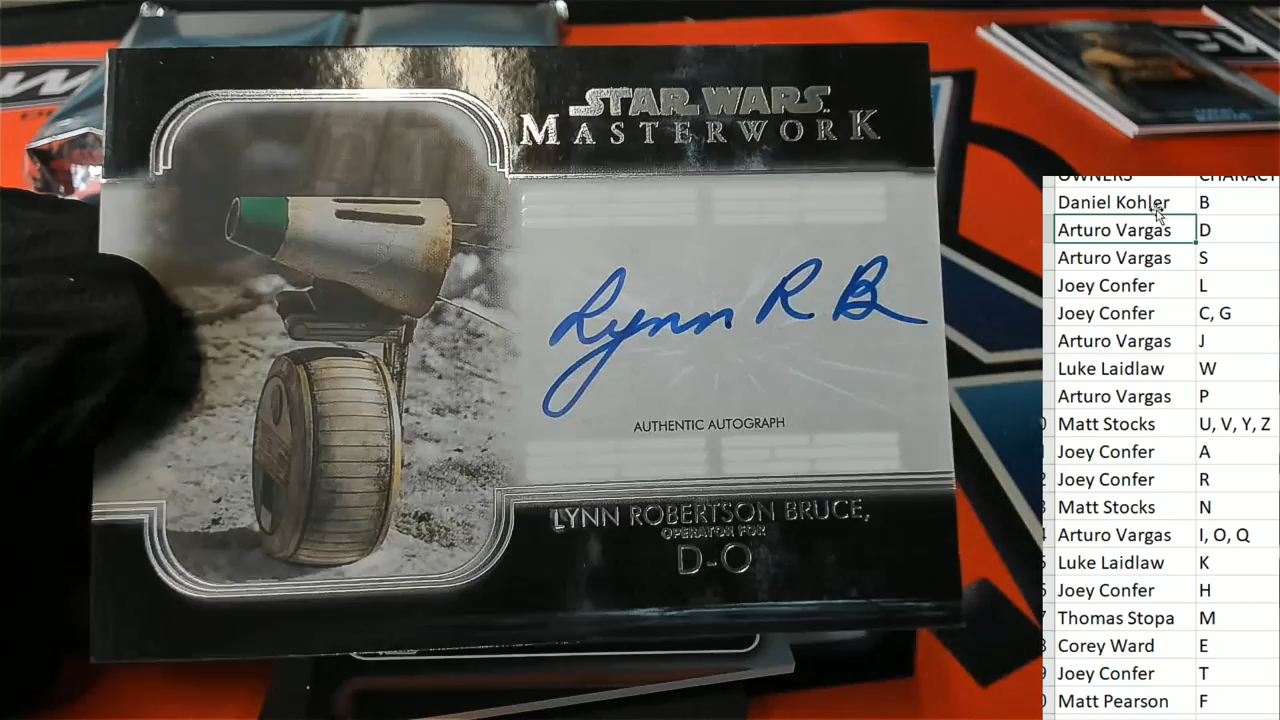 STAR WARS
MASTERWORK
Lynn R B
AUTHENTIC AUTOGRAPH
LYNN ROBERTSON BRUCE,
OPERATOR FOR
D-O
OWNERS CHARACT
Daniel Kohler B
Arturo Vargas D
Arturo Vargas S
Joey Confer L
Joey Confer C, G
Arturo Vargas J
Luke Laidlaw W
Arturo Vargas P
Matt Stocks U, V, Y, Z
Joey Confer A
Joey Confer R
Matt Stocks N
Arturo Vargas I, O, Q
Luke Laidlaw K
Joey Confer H
Thomas Stopa M
Corey Ward E
Joey Confer T
Matt Pearson F